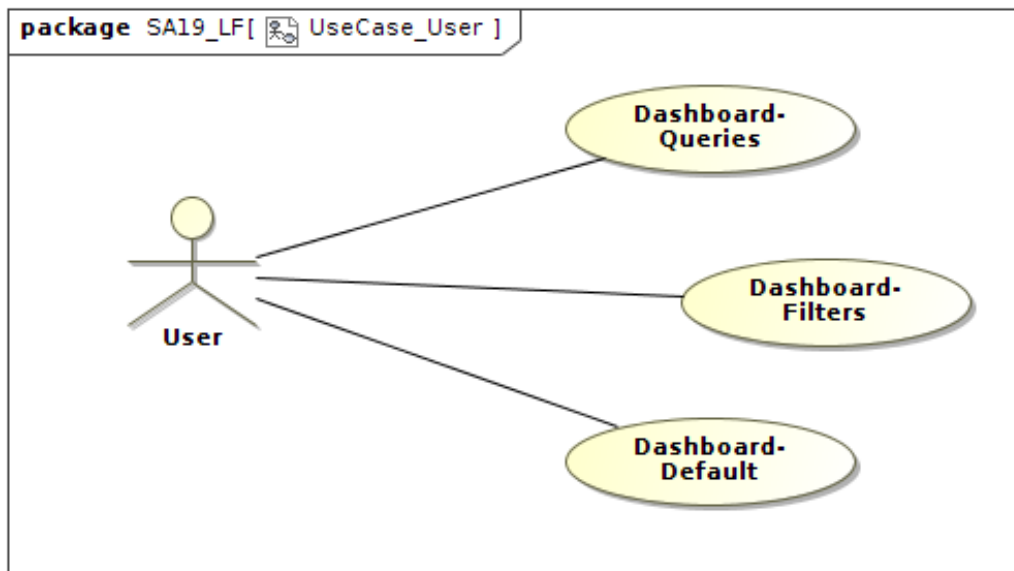 package SA19_LF[ UseCase_User ]
Dashboard-
Queries
Dashboard-
Filters
User
Dashboard-
Default